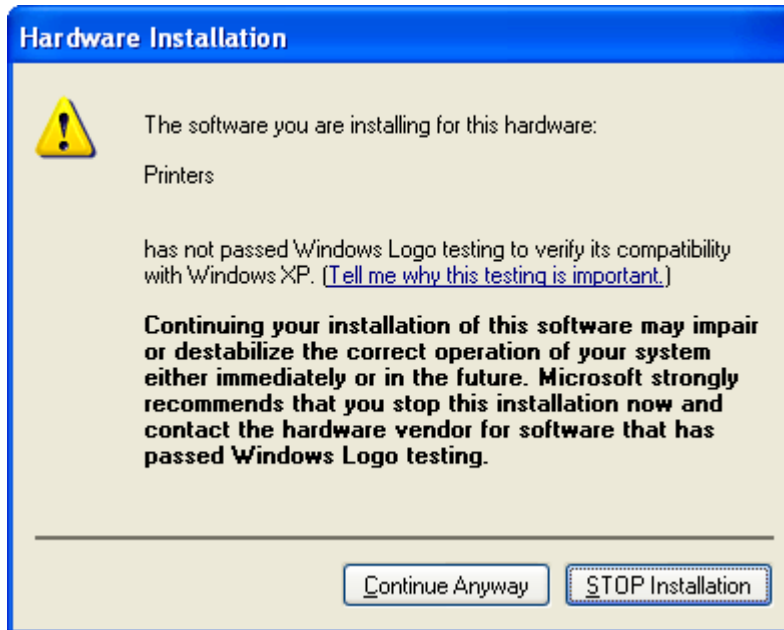 Hardware Installation
The software you are installing for this hardware:
Printers
has not passed Windows Logo testing to verify its compatibility
with Windows XP. (Tell me why this testing is important.)
Continuing your installation of this software may impair
or destabilize the correct operation of your system
either immediately or in the future. Microsoft strongly
recommends that you stop this installation now and
contact the hardware vendor for software that has
passed Windows Logo testing.
Continue Anyway
STOP Installation